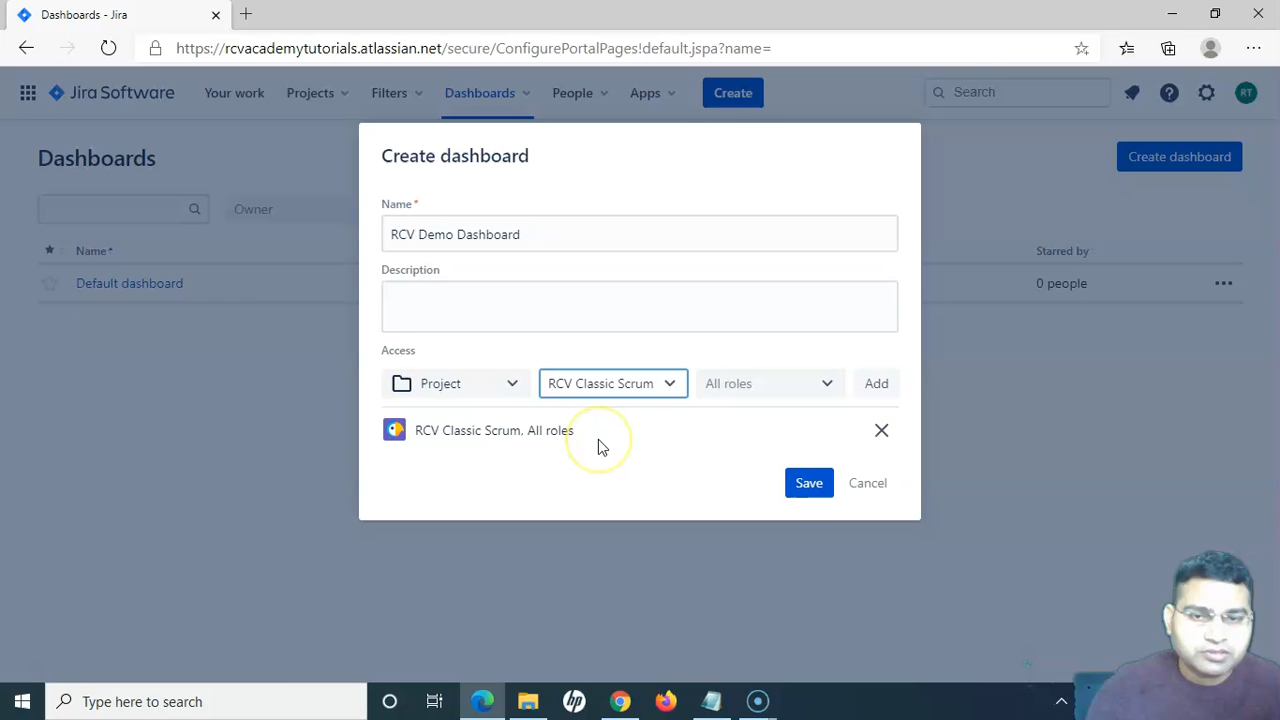 Dashboards - Jira
https://rcvacademytutorials.atlassian.net/secure/ConfigurePortalPages!default.jspa?name=
Jira Software
Your work
Projects
Filters
Dashboards
People
Apps
Create
Search
RT
Dashboards
Create dashboard
Owner
Name
Starred by
Default dashboard
0 people
Create dashboard
Name*
RCV Demo Dashboard
Description
Access
Project
RCV Classic Scrum
All roles
Add
RCV Classic Scrum, All roles
Save
Cancel
Type here to search
hp